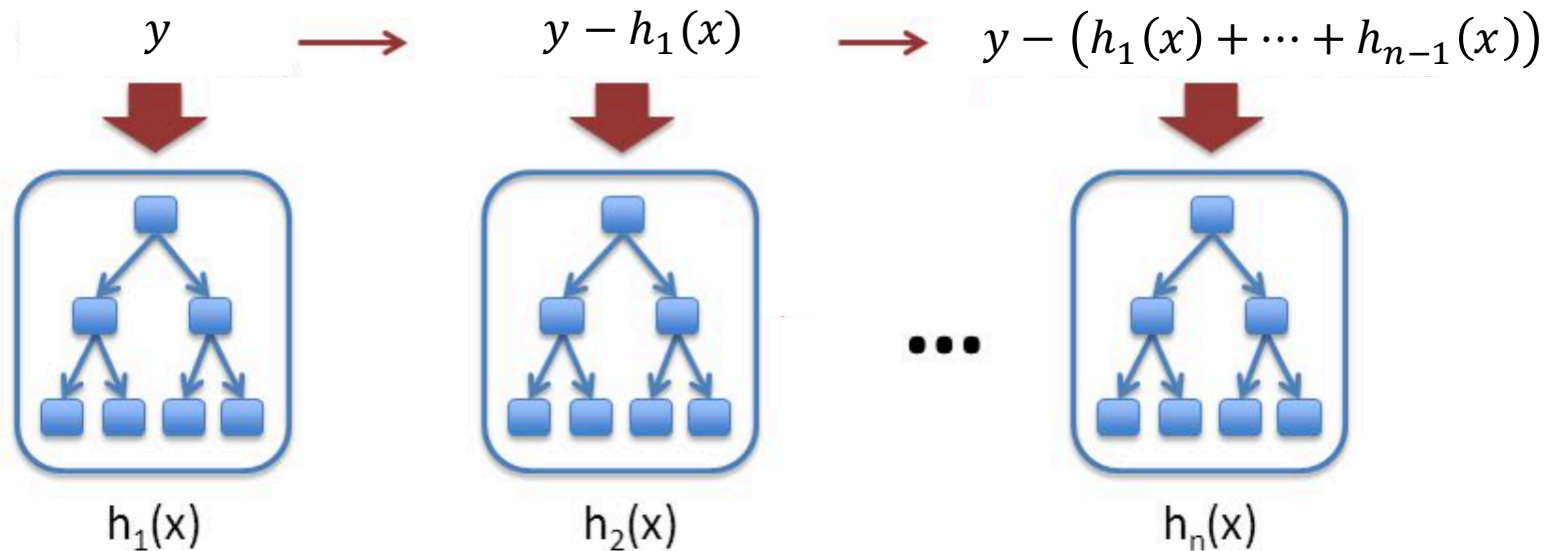 y → y − h₁(x) → y − (h₁(x) + ⋯ + hₙ₋₁(x))
...
h₁(x) h₂(x) hₙ(x)